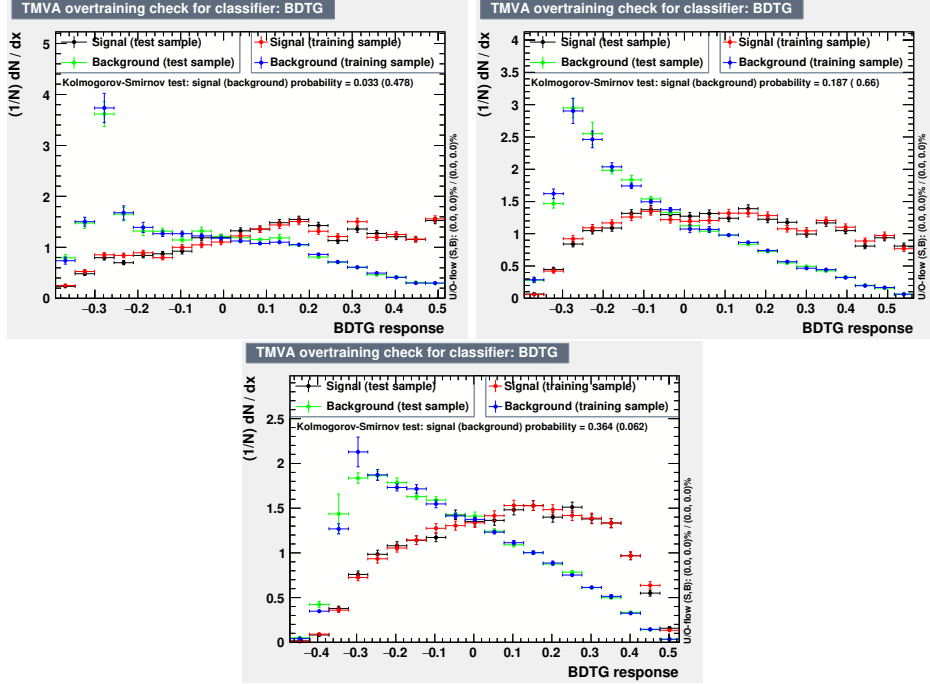 TMVA overtraining check for classifier: BDTG
(1/N) dN / dx
Signal (test sample)
Signal (training sample)
Background (test sample)
Background (training sample)
Kolmogorov-Smirnov test: signal (background) probability = 0.033 (0.478)
5
4
3
2
1
0
−0.3 −0.2 −0.1 0 0.1 0.2 0.3 0.4 0.5
BDTG response
U/O-flow (S,B): (0.0, 0.0)% / (0.0, 0.0)%
TMVA overtraining check for classifier: BDTG
(1/N) dN / dx
Signal (test sample)
Signal (training sample)
Background (test sample)
Background (training sample)
Kolmogorov-Smirnov test: signal (background) probability = 0.187 ( 0.66)
4
3.5
3
2.5
2
1.5
1
0.5
0
−0.3 −0.2 −0.1 0 0.1 0.2 0.3 0.4 0.5
BDTG response
U/O-flow (S,B): (0.0, 0.0)% / (0.0, 0.0)%
TMVA overtraining check for classifier: BDTG
(1/N) dN / dx
Signal (test sample)
Signal (training sample)
Background (test sample)
Background (training sample)
Kolmogorov-Smirnov test: signal (background) probability = 0.364 (0.062)
2.5
2
1.5
1
0.5
0
−0.4 −0.3 −0.2 −0.1 0 0.1 0.2 0.3 0.4 0.5
BDTG response
U/O-flow (S,B): (0.0, 0.0)% / (0.0, 0.0)%